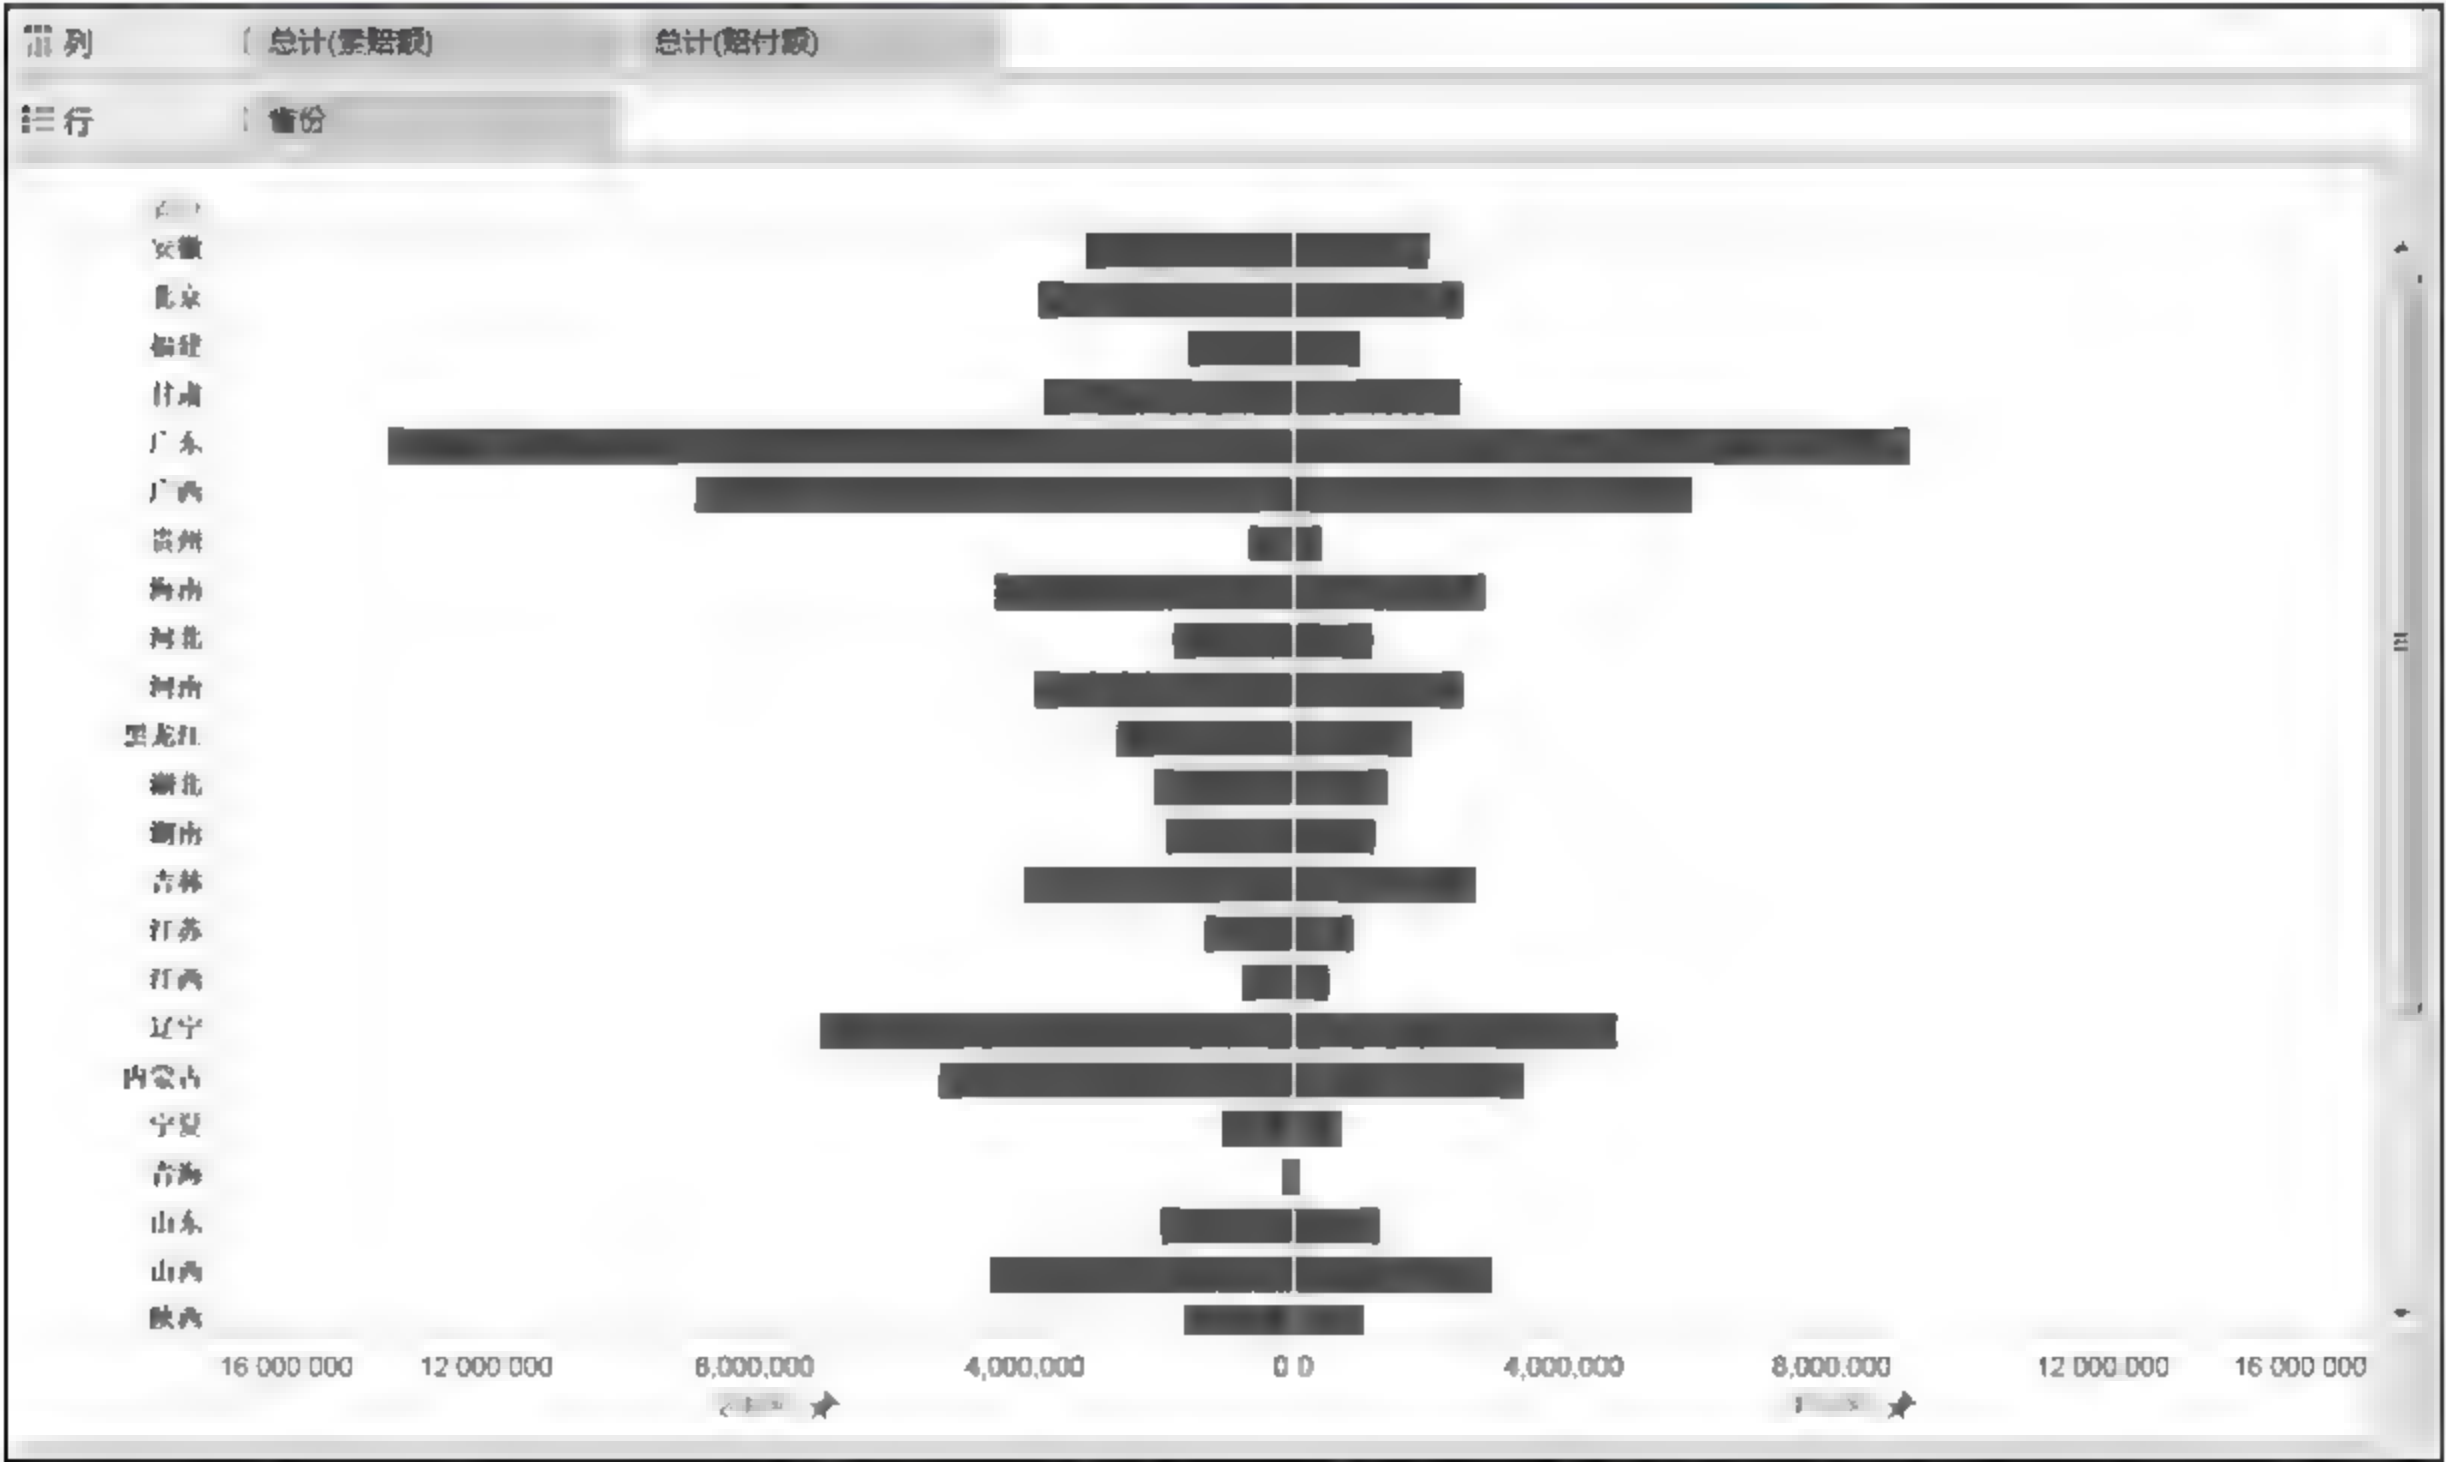 列 总计(索赔额) 总计(赔付额)
行 省份
安徽
北京
福建
甘肃
广东
广西
贵州
海南
河北
河南
黑龙江
湖北
湖南
吉林
江苏
江西
辽宁
内蒙古
宁夏
青海
山东
山西
陕西
16 000 000 12 000 000 8,000,000 4,000,000 0 0 4,000,000 8,000,000 12 000 000 16 000 000